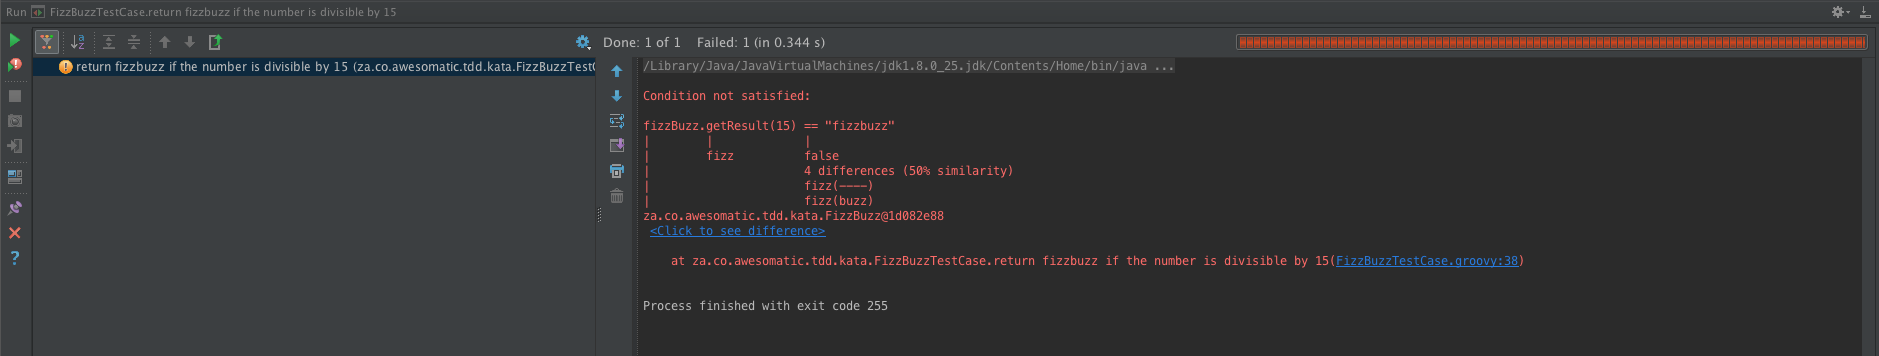 Run FizzBuzzTestCase.return fizzbuzz if the number is divisible by 15
Done: 1 of 1 Failed: 1 (in 0.344 s)
return fizzbuzz if the number is divisible by 15 (za.co.awesomatic.tdd.kata.FizzBuzzTest
/Library/Java/JavaVirtualMachines/jdk1.8.0_25.jdk/Contents/Home/bin/java ...
Condition not satisfied:
fizzBuzz.getResult(15) == "fizzbuzz"
|        |             |
|        fizz          false
|                      4 differences (50% similarity)
|                      fizz(----)
|                      fizz(buzz)
za.co.awesomatic.tdd.kata.FizzBuzz@1d082e88
<Click to see difference>
at za.co.awesomatic.tdd.kata.FizzBuzzTestCase.return fizzbuzz if the number is divisible by 15(FizzBuzzTestCase.groovy:38)
Process finished with exit code 255